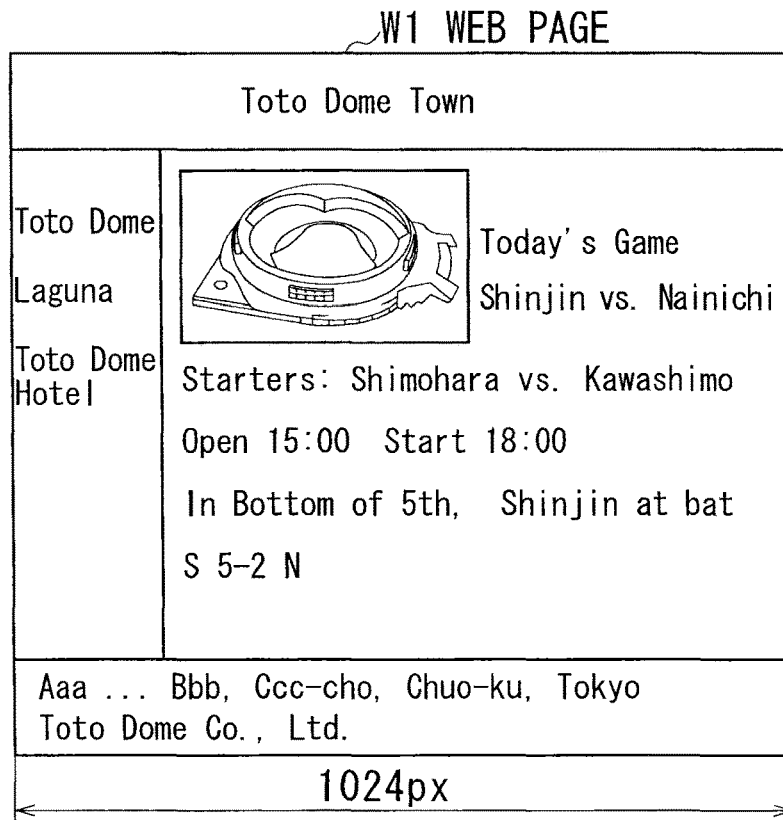 W1 WEB PAGE
Toto Dome Town
Toto Dome
Laguna
Toto Dome
Hotel
Today's Game
Shinjin vs. Nainichi
Starters: Shimohara vs. Kawashimo
Open 15:00 Start 18:00
In Bottom of 5th, Shinjin at bat
S 5-2 N
Aaa ... Bbb, Ccc-cho, Chuo-ku, Tokyo
Toto Dome Co., Ltd.
1024px